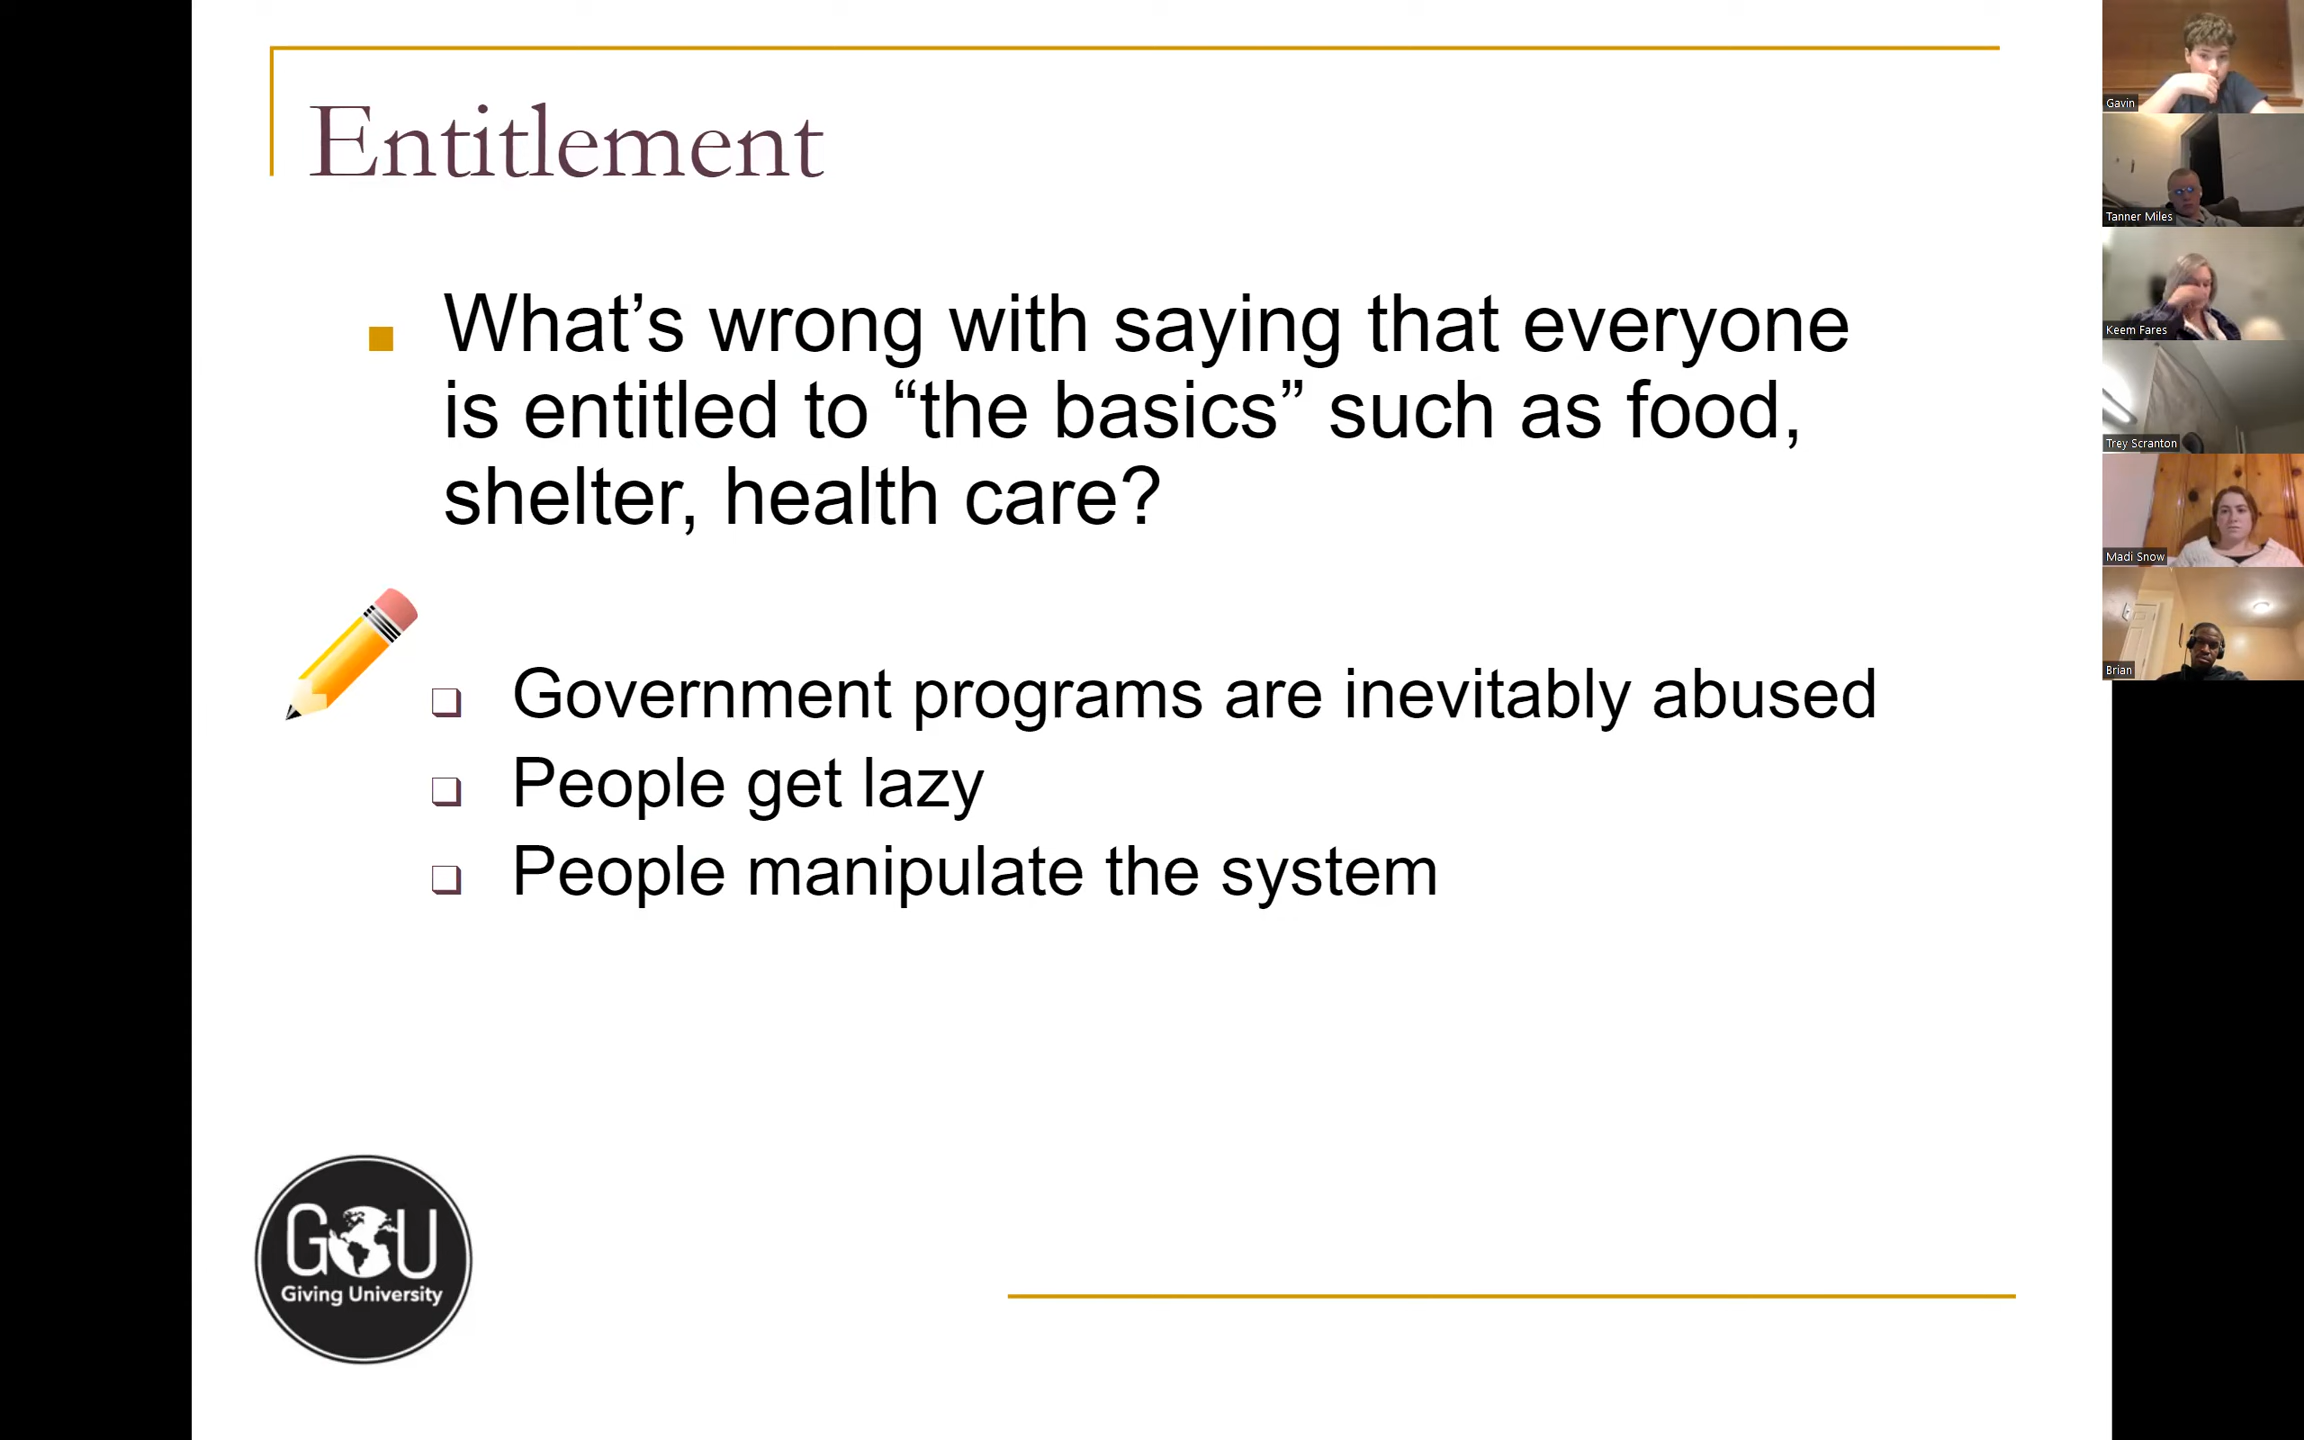 Entitlement
What’s wrong with saying that everyone
is entitled to “the basics” such as food,
shelter, health care?
Government programs are inevitably abused
People get lazy
People manipulate the system
GU
Giving University
Gavin
Tanner Miles
Keem Fares
Trey Scranton
Madi Snow
Brian